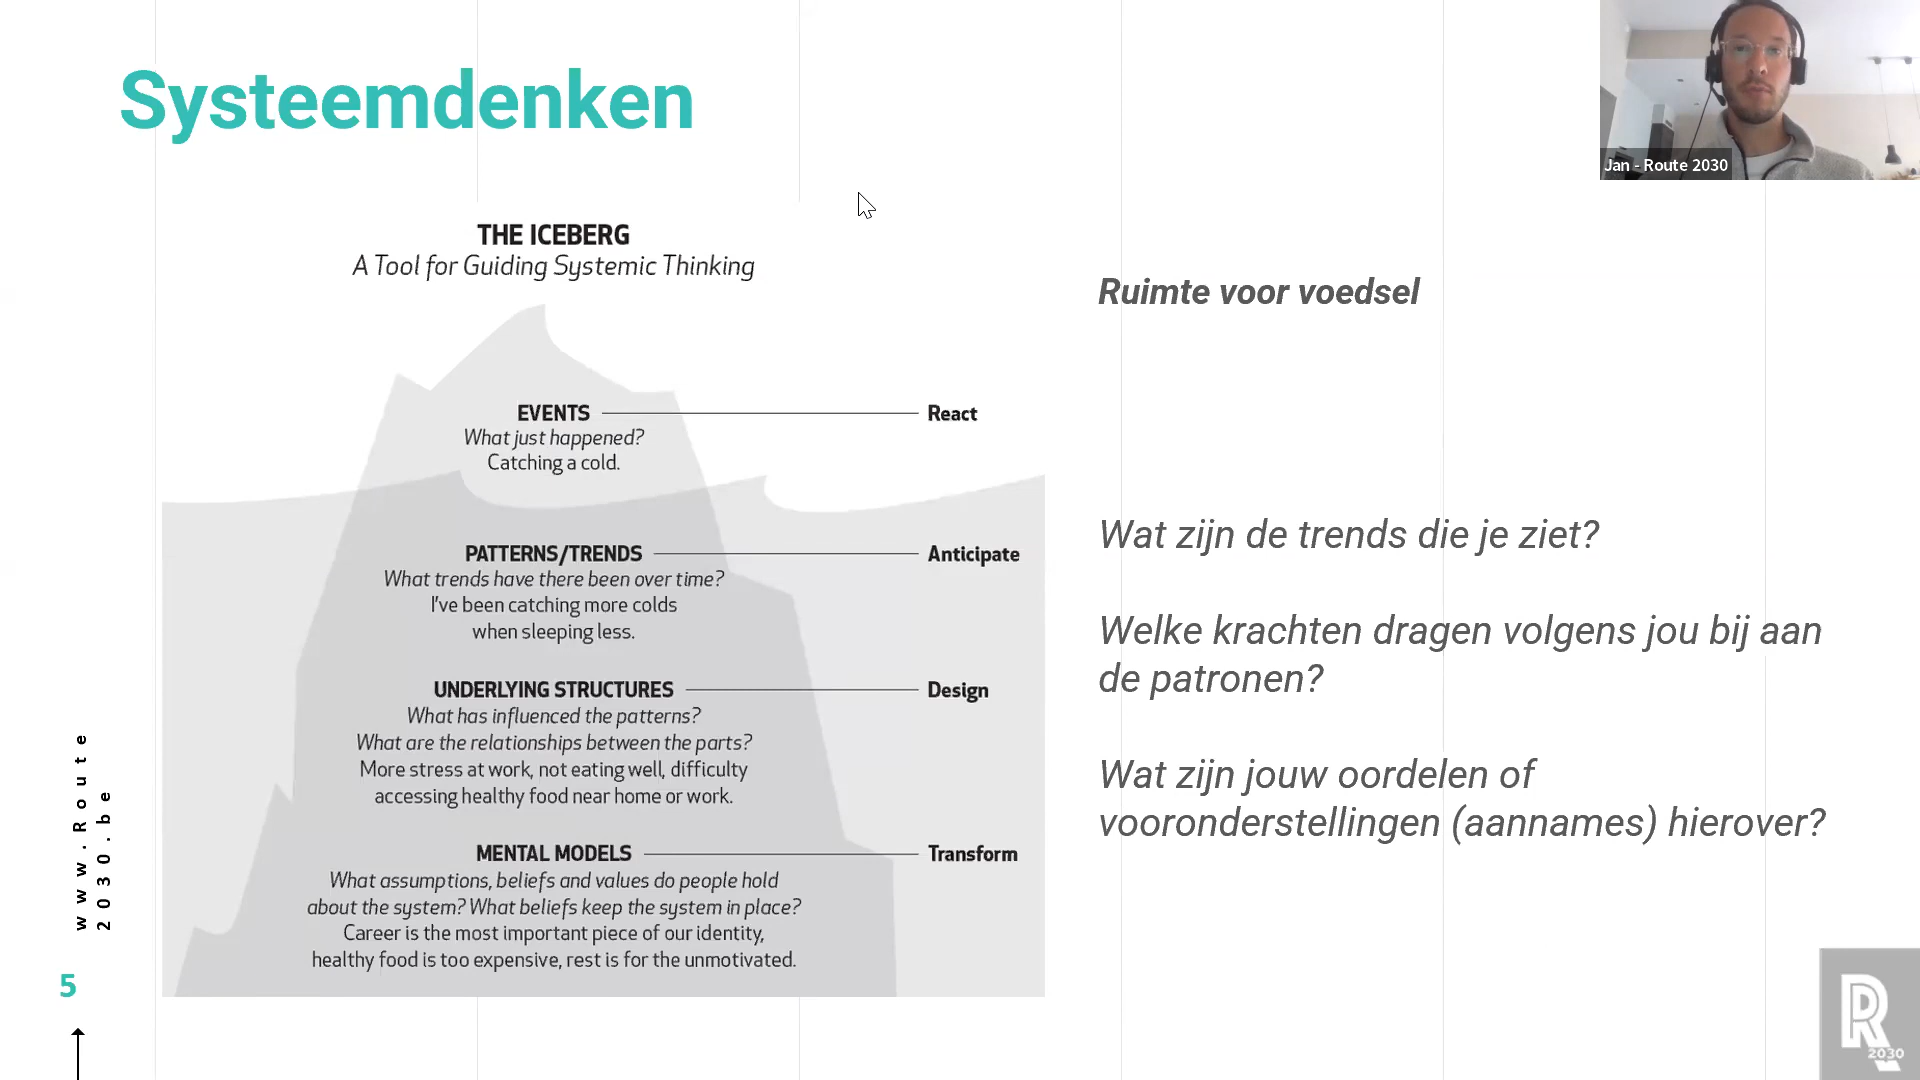 Systeemdenken
Jan - Route 2030
THE ICEBERG
A Tool for Guiding Systemic Thinking
EVENTS
React
What just happened?
Catching a cold.
PATTERNS/TRENDS
Anticipate
What trends have there been over time?
I've been catching more colds
when sleeping less.
UNDERLYING STRUCTURES
Design
What has influenced the patterns?
What are the relationships between the parts?
More stress at work, not eating well, difficulty
accessing healthy food near home or work.
MENTAL MODELS
Transform
What assumptions, beliefs and values do people hold
about the system? What beliefs keep the system in place?
Career is the most important piece of our identity,
healthy food is too expensive, rest is for the unmotivated.
Ruimte voor voedsel
Wat zijn de trends die je ziet?
Welke krachten dragen volgens jou bij aan
de patronen?
Wat zijn jouw oordelen of
vooronderstellingen (aannames) hierover?
www.Route
2030.be
5
R
2030